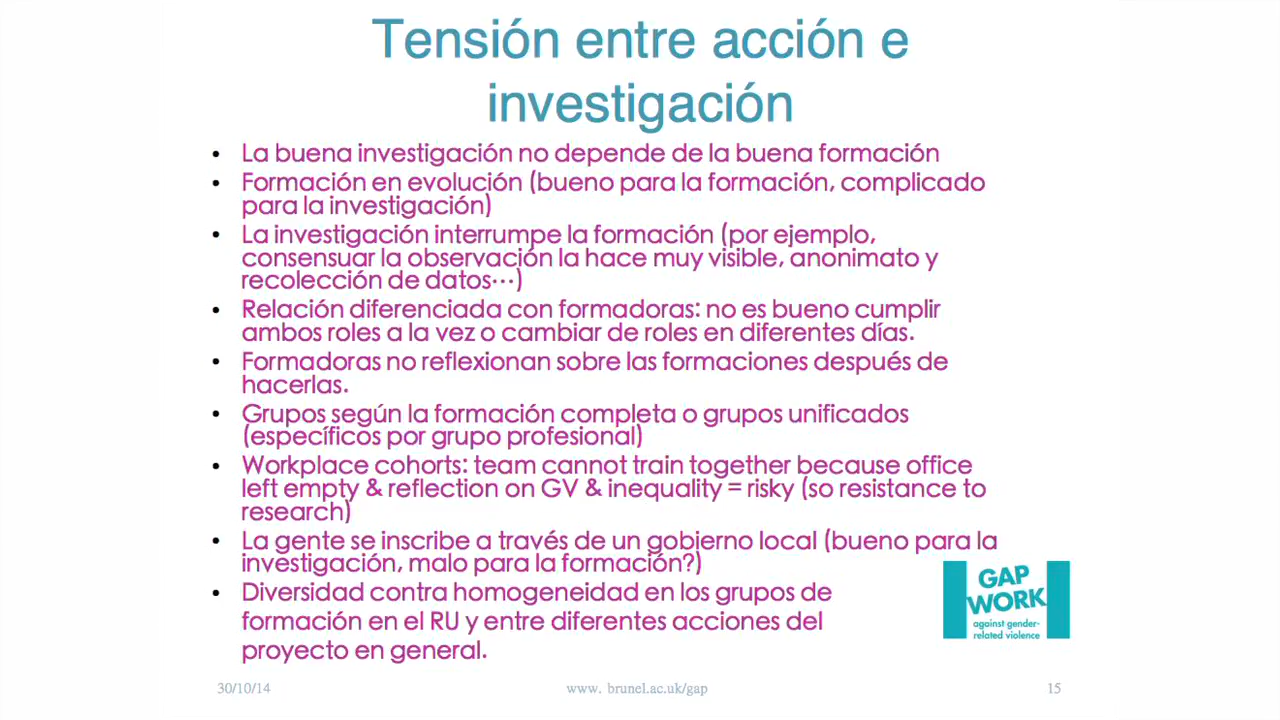 Tensión entre acción e
investigación
• La buena investigación no depende de la buena formación
• Formación en evolución (bueno para la formación, complicado
para la investigación)
• La investigación interrumpe la formación (por ejemplo,
consensuar la observación la hace muy visible, anonimato y
recolección de datos…)
• Relación diferenciada con formadoras: no es bueno cumplir
ambos roles a la vez o cambiar de roles en diferentes días.
• Formadoras no reflexionan sobre las formaciones después de
hacerlas.
• Grupos según la formación completa o grupos unificados
(específicos por grupo profesional)
• Workplace cohorts: team cannot train together because office
left empty & reflection on GV & inequality = risky (so resistance to
research)
• La gente se inscribe a través de un gobierno local (bueno para la
investigación, malo para la formación?)
• Diversidad contra homogeneidad en los grupos de
formación en el RU y entre diferentes acciones del
proyecto en general.
GAP
WORK
against gender-
related violence
30/10/14
www. brunel.ac.uk/gap
15